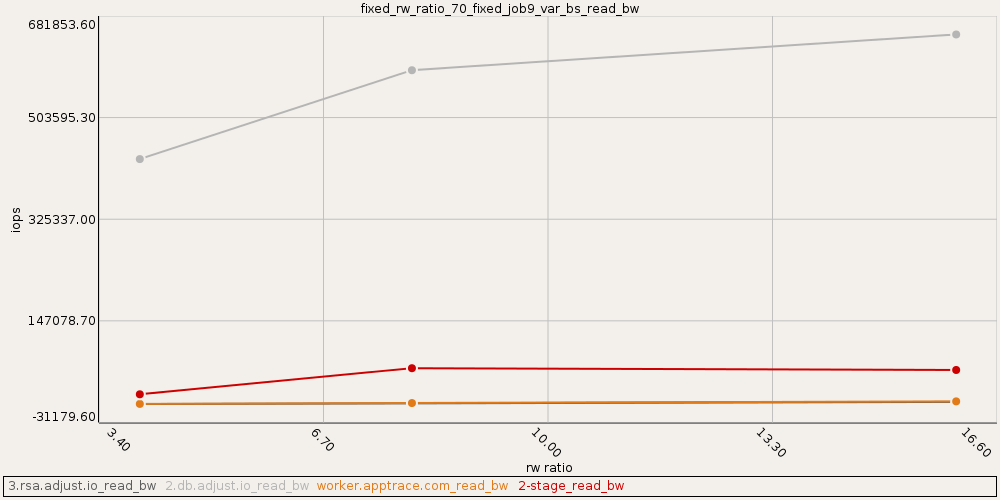 fixed_rw_ratio_70_fixed_job9_var_bs_read_bw
681853.60
503595.30
325337.00
147078.70
-31179.60
iops
3.40 6.70 10.00 13.30 16.60
rw ratio
3.rsa.adjust.io_read_bw 2.db.adjust.io_read_bw worker.apptrace.com_read_bw 2-stage_read_bw